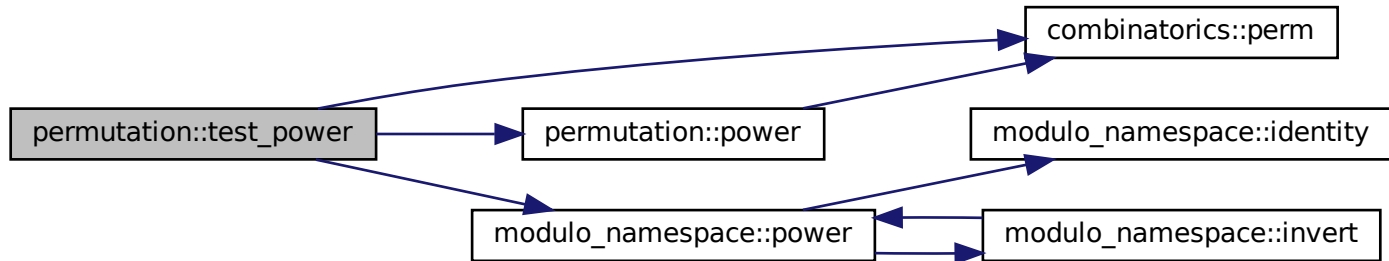 combinatorics::perm
permutation::test_power
permutation::power
modulo_namespace::identity
modulo_namespace::power
modulo_namespace::invert